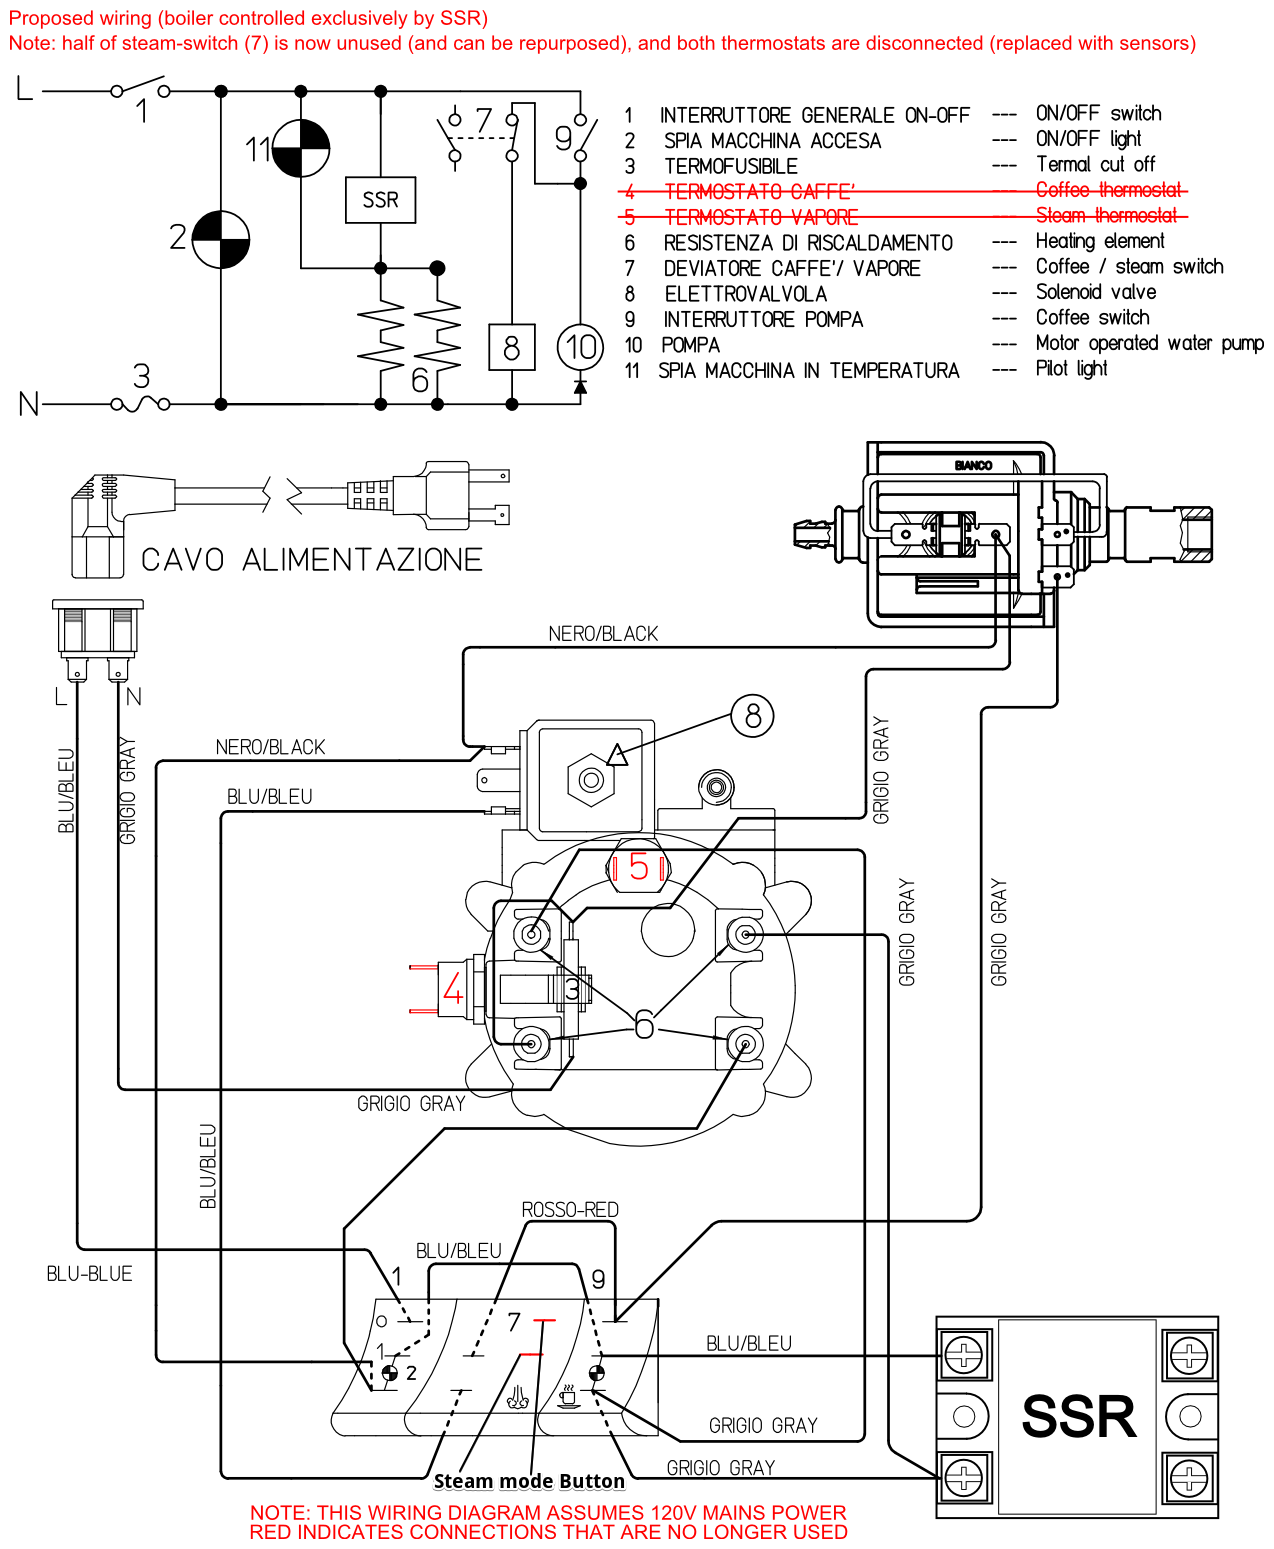 Proposed wiring (boiler controlled exclusively by SSR)
Note: half of steam-switch (7) is now unused (and can be repurposed), and both thermostats are disconnected (replaced with sensors)
L
1
2
11
SSR
7
9
3
6
8
10
N
1 INTERRUTTORE GENERALE ON-OFF --- ON/OFF switch
2 SPIA MACCHINA ACCESA --- ON/OFF light
3 TERMOFUSIBILE --- Termal cut off
4 TERMOSTATO CAFFE' --- Coffee thermostat
5 TERMOSTATO VAPORE --- Steam thermostat
6 RESISTENZA DI RISCALDAMENTO --- Heating element
7 DEVIATORE CAFFE'/ VAPORE --- Coffee / steam switch
8 ELETTROVALVOLA --- Solenoid valve
9 INTERRUTTORE POMPA --- Coffee switch
10 POMPA --- Motor operated water pump
11 SPIA MACCHINA IN TEMPERATURA --- Pilot light
CAVO ALIMENTAZIONE
BIANCO
L
N
BLU/BLEU
GRIGIO GRAY
NERO/BLACK
NERO/BLACK
BLU/BLEU
8
GRIGIO GRAY
5
4
3
6
GRIGIO GRAY
GRIGIO GRAY
GRIGIO GRAY
BLU/BLEU
ROSSO-RED
BLU/BLEU
BLU-BLUE
1
9
O
7
1
2
BLU/BLEU
GRIGIO GRAY
GRIGIO GRAY
SSR
Steam mode Button
NOTE: THIS WIRING DIAGRAM ASSUMES 120V MAINS POWER
RED INDICATES CONNECTIONS THAT ARE NO LONGER USED